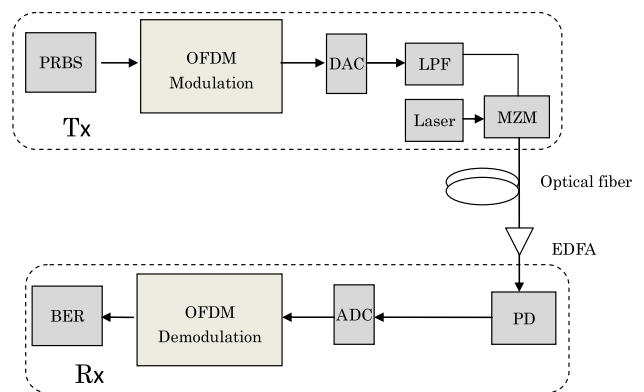 PRBS
OFDM
Modulation
DAC
LPF
Laser
MZM
Tx
Optical fiber
EDFA
BER
OFDM
Demodulation
ADC
PD
Rx